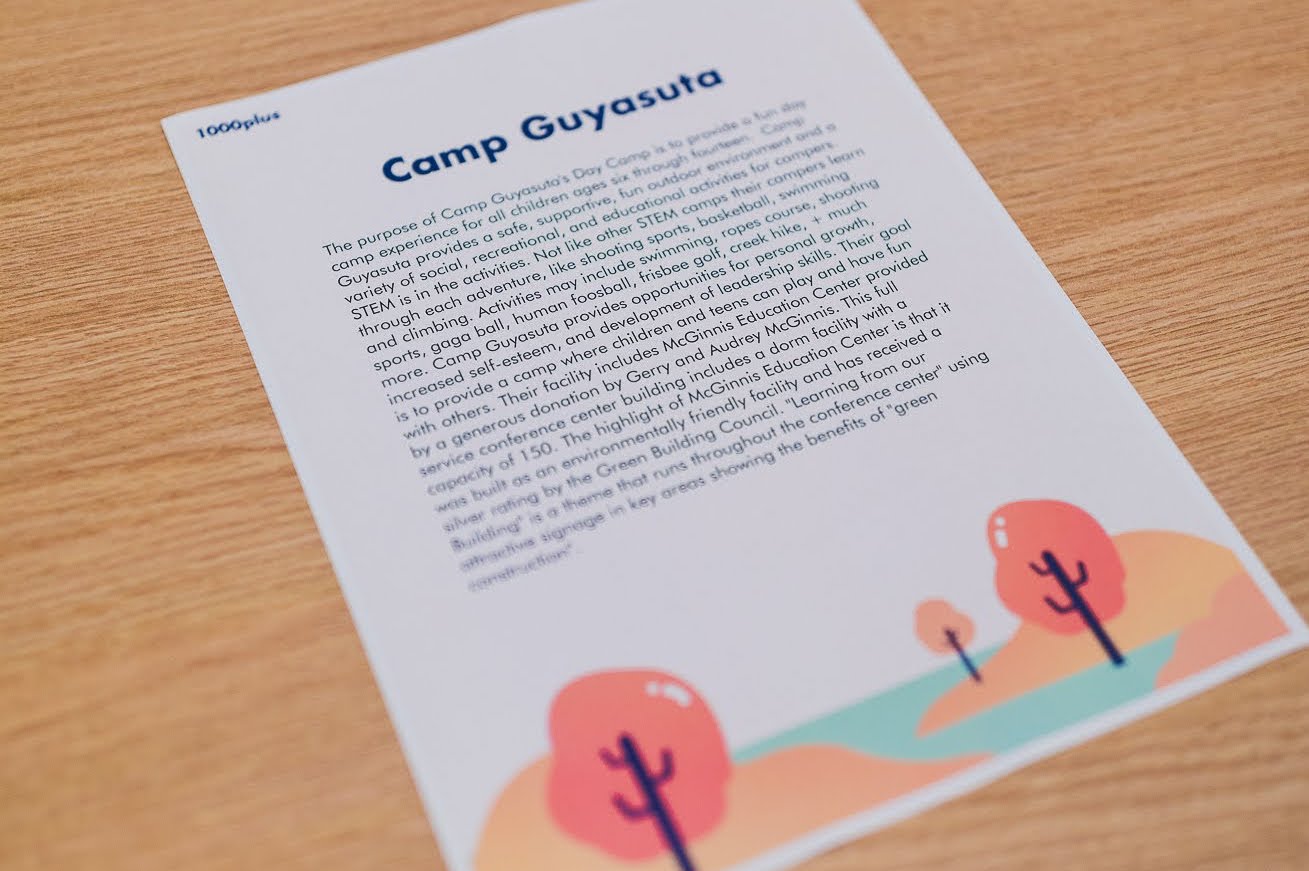 1000plus
Camp Guyasuta
The purpose of Camp Guyasuta's Day Camp is to provide a fun day
camp experience for all children ages six through fourteen. Camp
Guyasuta provides a safe, supportive, fun outdoor environment and a
variety of social, recreational, and educational activities for campers.
STEM is in the activities. Not like other STEM camps their campers learn
through each adventure, like shooting sports, basketball, swimming
and climbing. Activities may include swimming, ropes course, shooting
sports, gaga ball, human foosball, frisbee golf, creek hike, + much
more. Camp Guyasuta provides opportunities for personal growth,
increased self-esteem, and development of leadership skills. Their goal
is to provide a camp where children and teens can play and have fun
with others. Their facility includes McGinnis Education Center provided
by a generous donation by Gerry and Audrey McGinnis. This full
service conference center building includes a dorm facility with a
capacity of 150. The highlight of McGinnis Education Center is that it
was built as an environmentally friendly facility and has received a
silver rating by the Green Building Council. "Learning from our
Building" is a theme that runs throughout the conference center" using
attractive signage in key areas showing the benefits of "green
construction".